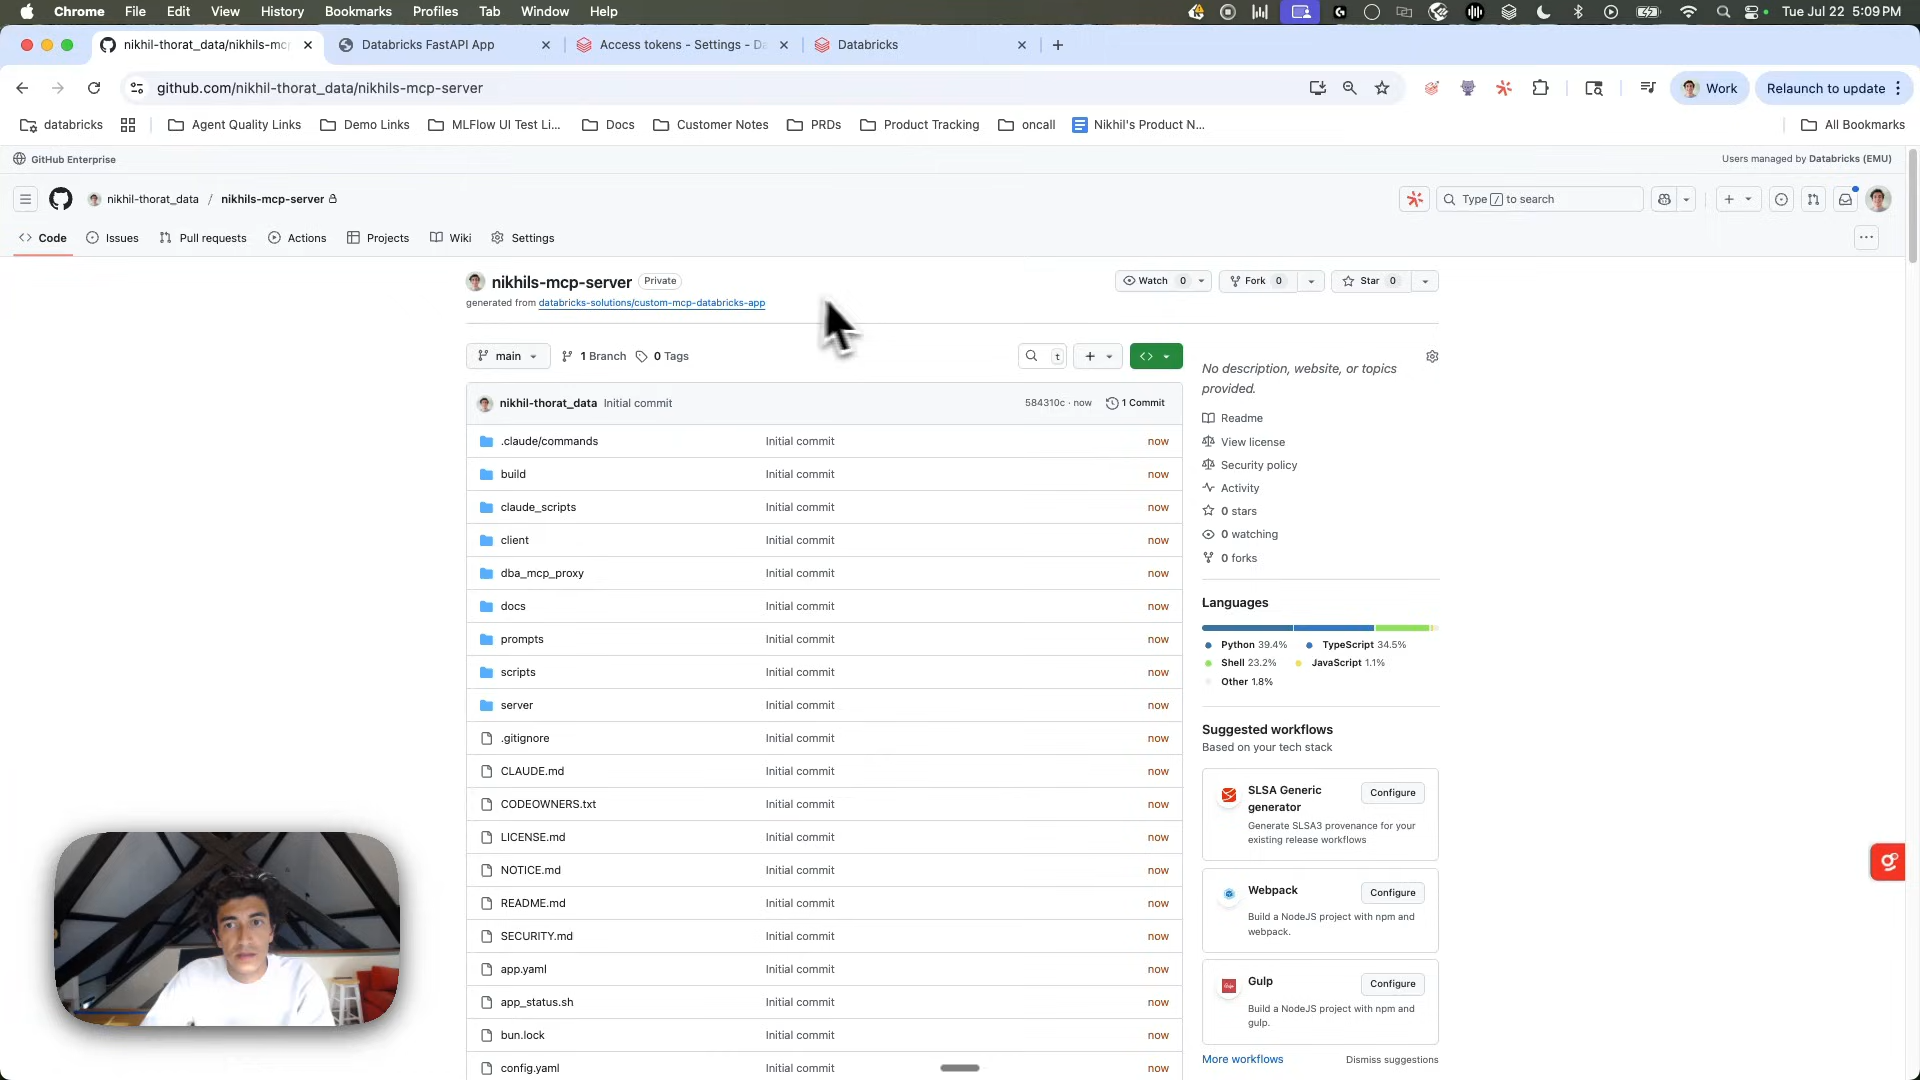 Chrome File Edit View History Bookmarks Profiles Tab Window Help Tue Jul 22 5:09 PM
nikhil-thorat_data/nikhils-mc Databricks FastAPI App Access tokens - Settings - Da Databricks
github.com/nikhil-thorat_data/nikhils-mcp-server Work Relaunch to update
databricks Agent Quality Links Demo Links MLFlow UI Test Li... Docs Customer Notes PRDs Product Tracking oncall Nikhil's Product N... All Bookmarks
GitHub Enterprise Users managed by Databricks (EMU)
nikhil-thorat_data / nikhils-mcp-server Type / to search
Code Issues Pull requests Actions Projects Wiki Settings
nikhils-mcp-server Private Watch 0 Fork 0 Star 0
generated from databricks-solutions/custom-mcp-databricks-app
main 1 Branch 0 Tags t
nikhil-thorat_data Initial commit 584310c · now 1 Commit
.claude/commands Initial commit now
build Initial commit now
claude_scripts Initial commit now
client Initial commit now
dba_mcp_proxy Initial commit now
docs Initial commit now
prompts Initial commit now
scripts Initial commit now
server Initial commit now
.gitignore Initial commit now
CLAUDE.md Initial commit now
CODEOWNERS.txt Initial commit now
LICENSE.md Initial commit now
NOTICE.md Initial commit now
README.md Initial commit now
SECURITY.md Initial commit now
app.yaml Initial commit now
app_status.sh Initial commit now
bun.lock Initial commit now
config.yaml Initial commit now
No description, website, or topics
provided.
Readme
View license
Security policy
Activity
0 stars
0 watching
0 forks
Languages
Python 39.4% TypeScript 34.5%
Shell 23.2% JavaScript 1.1%
Other 1.8%
Suggested workflows
Based on your tech stack
SLSA Generic
generator
Configure
Generate SLSA3 provenance for your
existing release workflows
Webpack Configure
Build a NodeJS project with npm and
webpack.
Gulp Configure
Build a NodeJS project with npm and
gulp.
More workflows Dismiss suggestions